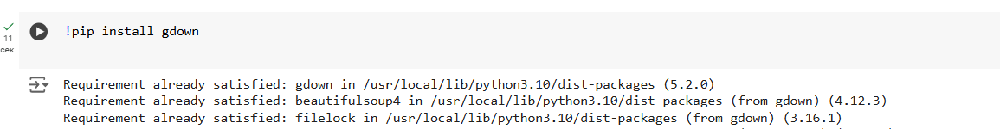 !pip install gdown
11
сек.
Requirement already satisfied: gdown in /usr/local/lib/python3.10/dist-packages (5.2.0)
Requirement already satisfied: beautifulsoup4 in /usr/local/lib/python3.10/dist-packages (from gdown) (4.12.3)
Requirement already satisfied: filelock in /usr/local/lib/python3.10/dist-packages (from gdown) (3.16.1)